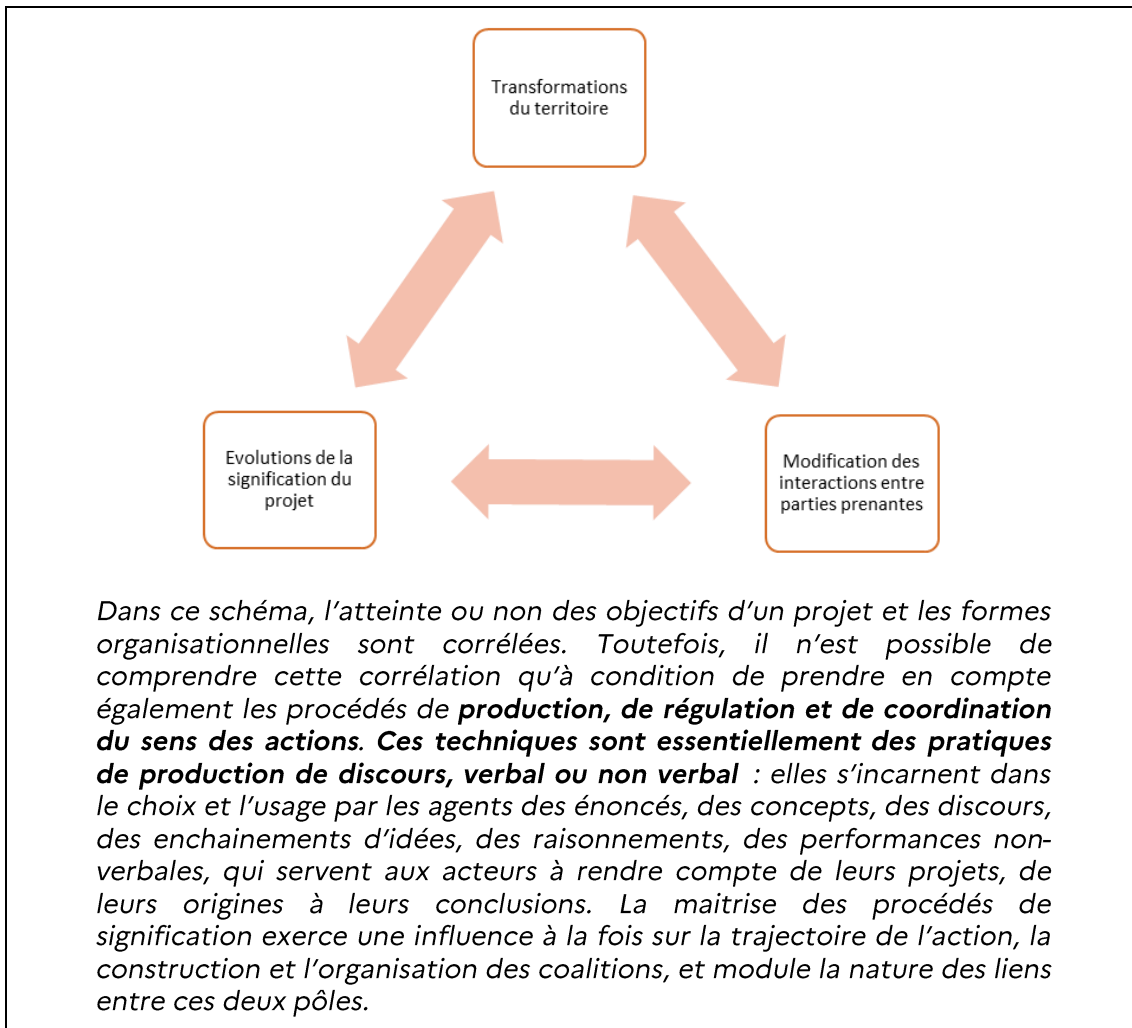 Transformations
du territoire
Evolutions de la
signification du
projet
Modification des
interactions entre
parties prenantes
Dans ce schéma, l’atteinte ou non des objectifs d’un projet et les formes
organisationnelles sont corrélées. Toutefois, il n’est possible de
comprendre cette corrélation qu’à condition de prendre en compte
également les procédés de production, de régulation et de coordination
du sens des actions. Ces techniques sont essentiellement des pratiques
de production de discours, verbal ou non verbal : elles s’incarnent dans
le choix et l’usage par les agents des énoncés, des concepts, des discours,
des enchainements d’idées, des raisonnements, des performances non-
verbales, qui servent aux acteurs à rendre compte de leurs projets, de
leurs origines à leurs conclusions. La maitrise des procédés de
signification exerce une influence à la fois sur la trajectoire de l’action, la
construction et l’organisation des coalitions, et module la nature des liens
entre ces deux pôles.